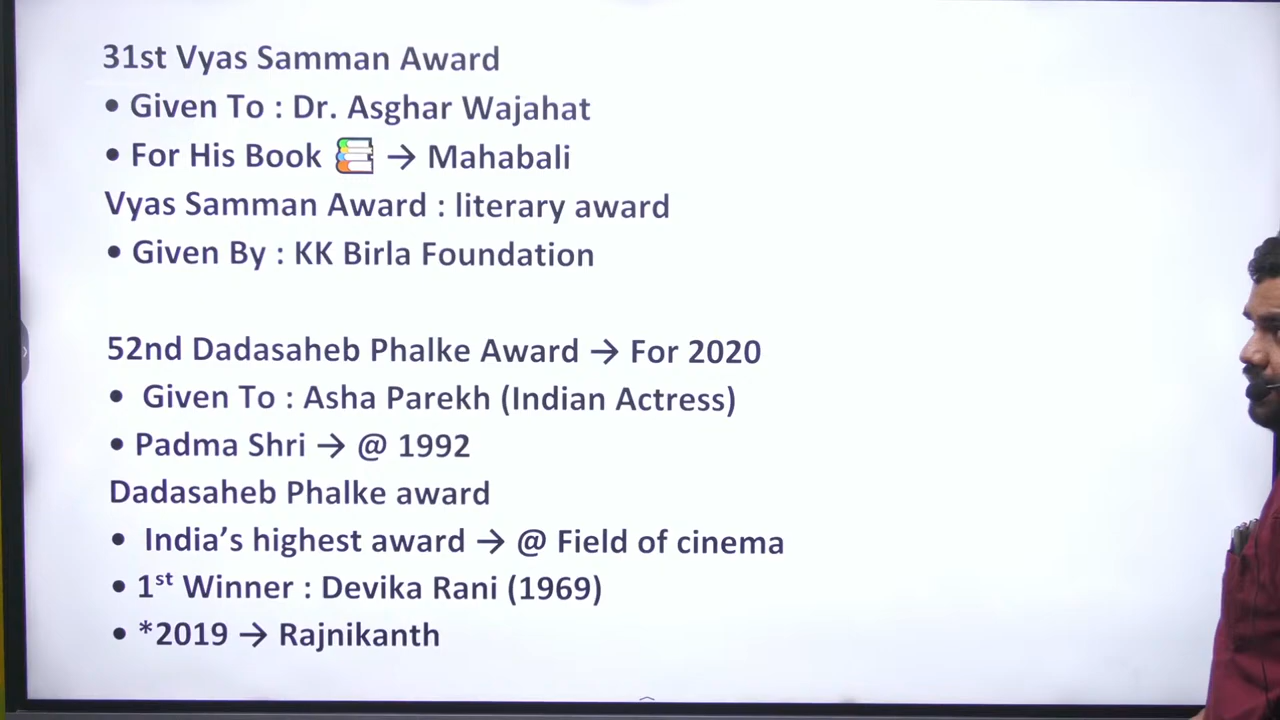 31st Vyas Samman Award
• Given To : Dr. Asghar Wajahat
• For His Book 📚 → Mahabali
Vyas Samman Award : literary award
• Given By : KK Birla Foundation
52nd Dadasaheb Phalke Award → For 2020
• Given To : Asha Parekh (Indian Actress)
• Padma Shri → @ 1992
Dadasaheb Phalke award
• India’s highest award → @ Field of cinema
• 1st Winner : Devika Rani (1969)
• *2019 → Rajnikanth